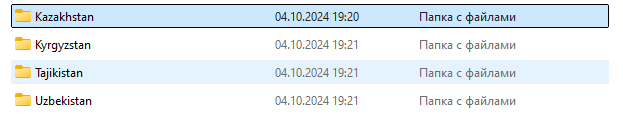 Kazakhstan 04.10.2024 19:20 Папка с файлами
Kyrgyzstan 04.10.2024 19:21 Папка с файлами
Tajikistan 04.10.2024 19:21 Папка с файлами
Uzbekistan 04.10.2024 19:21 Папка с файлами